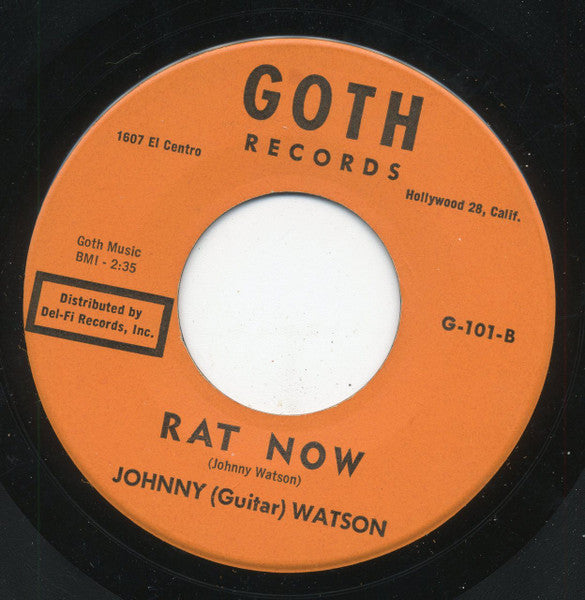 GOTH
RECORDS
1607 El Centro
Hollywood 28, Calif.
Goth Music
BMI - 2:35
Distributed by
Del-Fi Records, Inc.
G-101-B
RAT NOW
(Johnny Watson)
JOHNNY (Guitar) WATSON